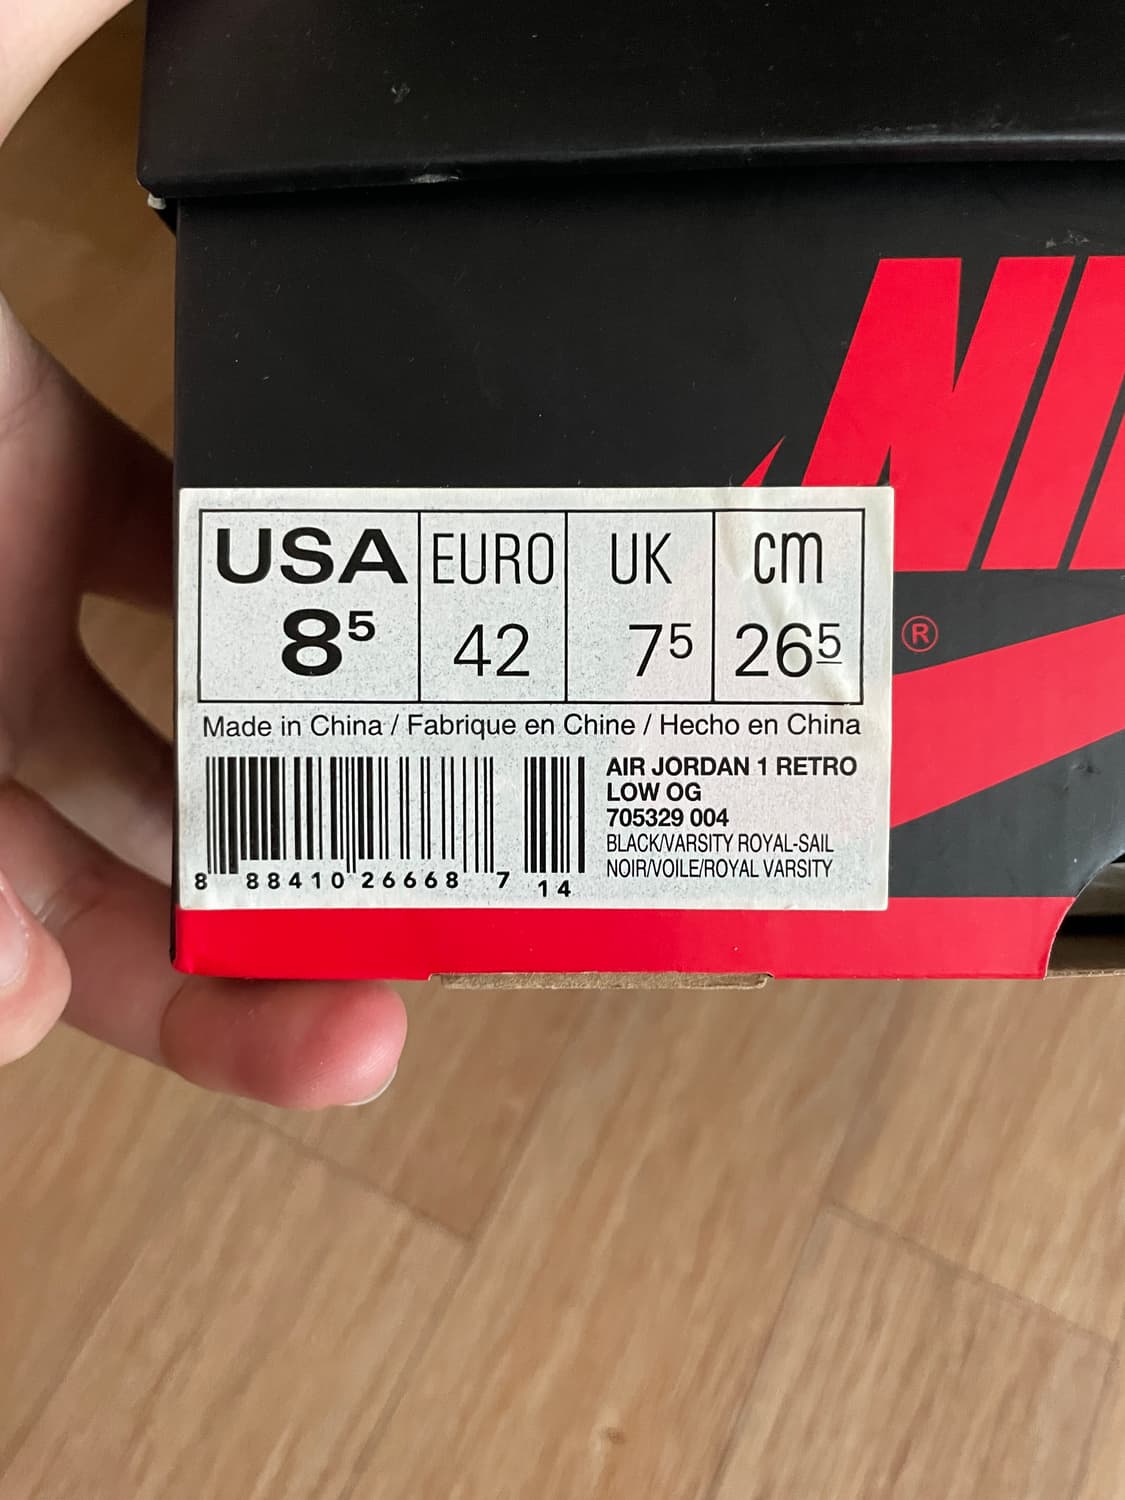 NI
®
USA EURO UK cm
8⁵ 42 7⁵ 26⁵
Made in China / Fabrique en Chine / Hecho en China
AIR JORDAN 1 RETRO
LOW OG
705329 004
BLACK/VARSITY ROYAL-SAIL
NOIR/VOILE/ROYAL VARSITY
8 88410 26668 7 14